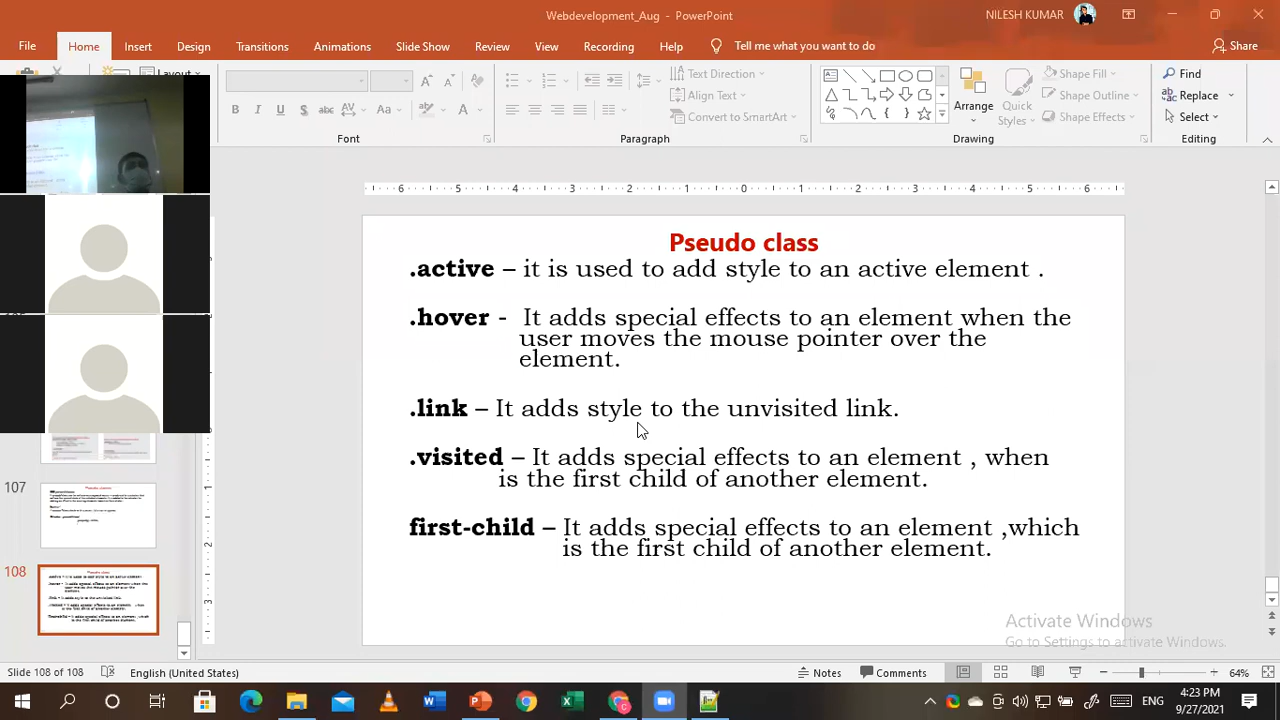 Webdevelopment_Aug - PowerPoint
NILESH KUMAR
File Home Insert Design Transitions Animations Slide Show Review View Recording Help Tell me what you want to do Share
Layout
Text Direction
Align Text
Convert to SmartArt
Arrange
Quick Styles
Shape Fill
Shape Outline
Shape Effects
Find
Replace
Select
Font Paragraph Drawing Editing
Pseudo class
.active – it is used to add style to an active element .
.hover - It adds special effects to an element when the
user moves the mouse pointer over the
element.
.link – It adds style to the unvisited link.
.visited – It adds special effects to an element , when
is the first child of another element.
first-child – It adds special effects to an element ,which
is the first child of another element.
107
108
Activate Windows
Go to Settings to activate Windows.
Slide 108 of 108 English (United States) Notes Comments 64%
ENG
4:23 PM
9/27/2021